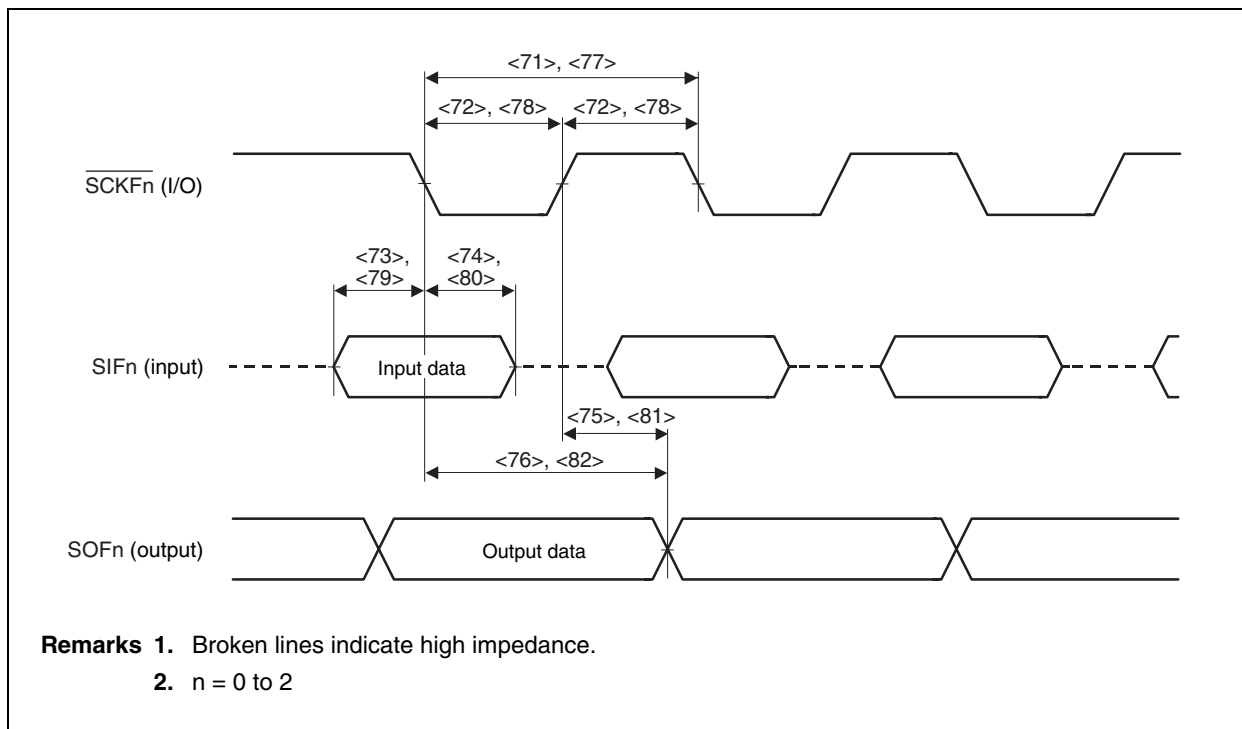 <71>, <77>
<72>, <78> <72>, <78>
SCKFn (I/O)
<73>,
<79>
<74>,
<80>
SIFn (input)
Input data
<75>, <81>
<76>, <82>
SOFn (output)
Output data
Remarks 1. Broken lines indicate high impedance.
2. n = 0 to 2